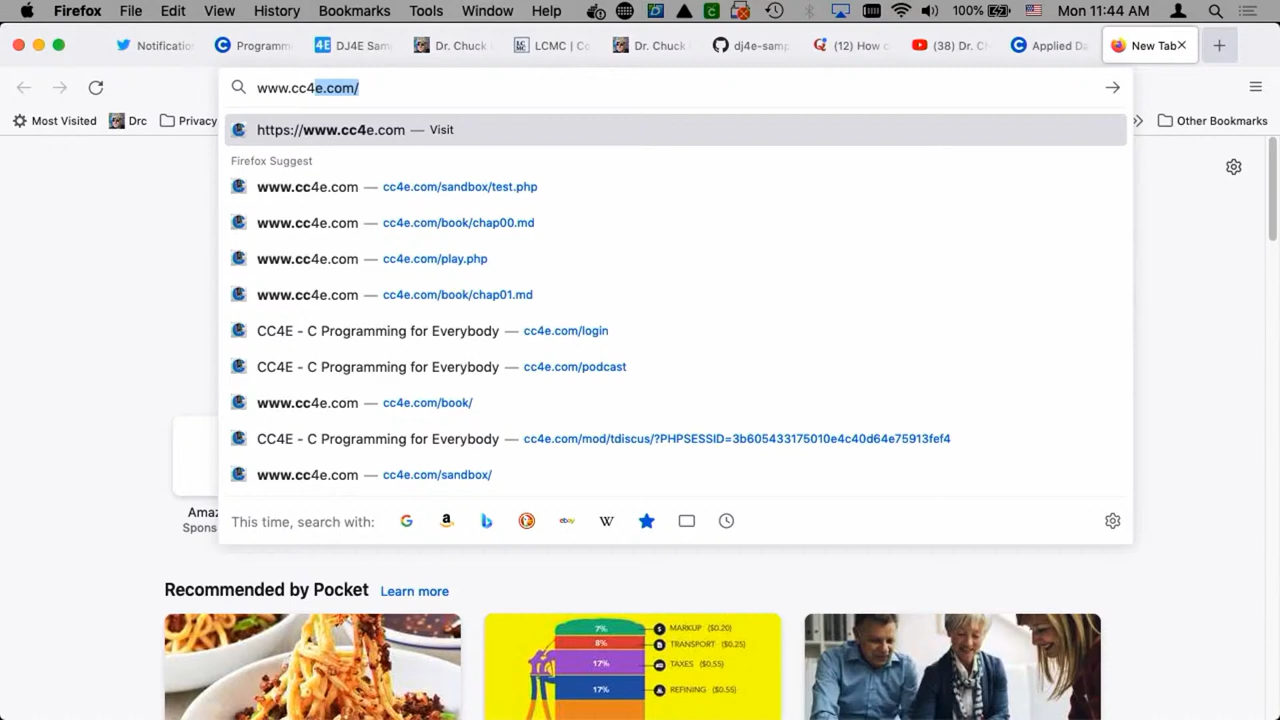 Firefox File Edit View History Bookmarks Tools Window Help 100% Mon 11:44 AM
Notificatio Programm DJ4E Sam Dr. Chuck LCMC | Co Dr. Chuck dj4e-samp (12) How c (38) Dr. Ch Applied Da New Tab
www.cc4e.com/
Most Visited Drc Privacy Other Bookmarks
https://www.cc4e.com — Visit
Firefox Suggest
www.cc4e.com — cc4e.com/sandbox/test.php
www.cc4e.com — cc4e.com/book/chap00.md
www.cc4e.com — cc4e.com/play.php
www.cc4e.com — cc4e.com/book/chap01.md
CC4E - C Programming for Everybody — cc4e.com/login
CC4E - C Programming for Everybody — cc4e.com/podcast
www.cc4e.com — cc4e.com/book/
CC4E - C Programming for Everybody — cc4e.com/mod/tdiscus/?PHPSESSID=3b605433175010e4c40d64e75913fef4
www.cc4e.com — cc4e.com/sandbox/
Amaz
Spons
This time, search with:
Recommended by Pocket Learn more
7% MARKUP ($0.20)
8% TRANSPORT ($0.25)
17% TAXES ($0.55)
17% REFINING ($0.55)